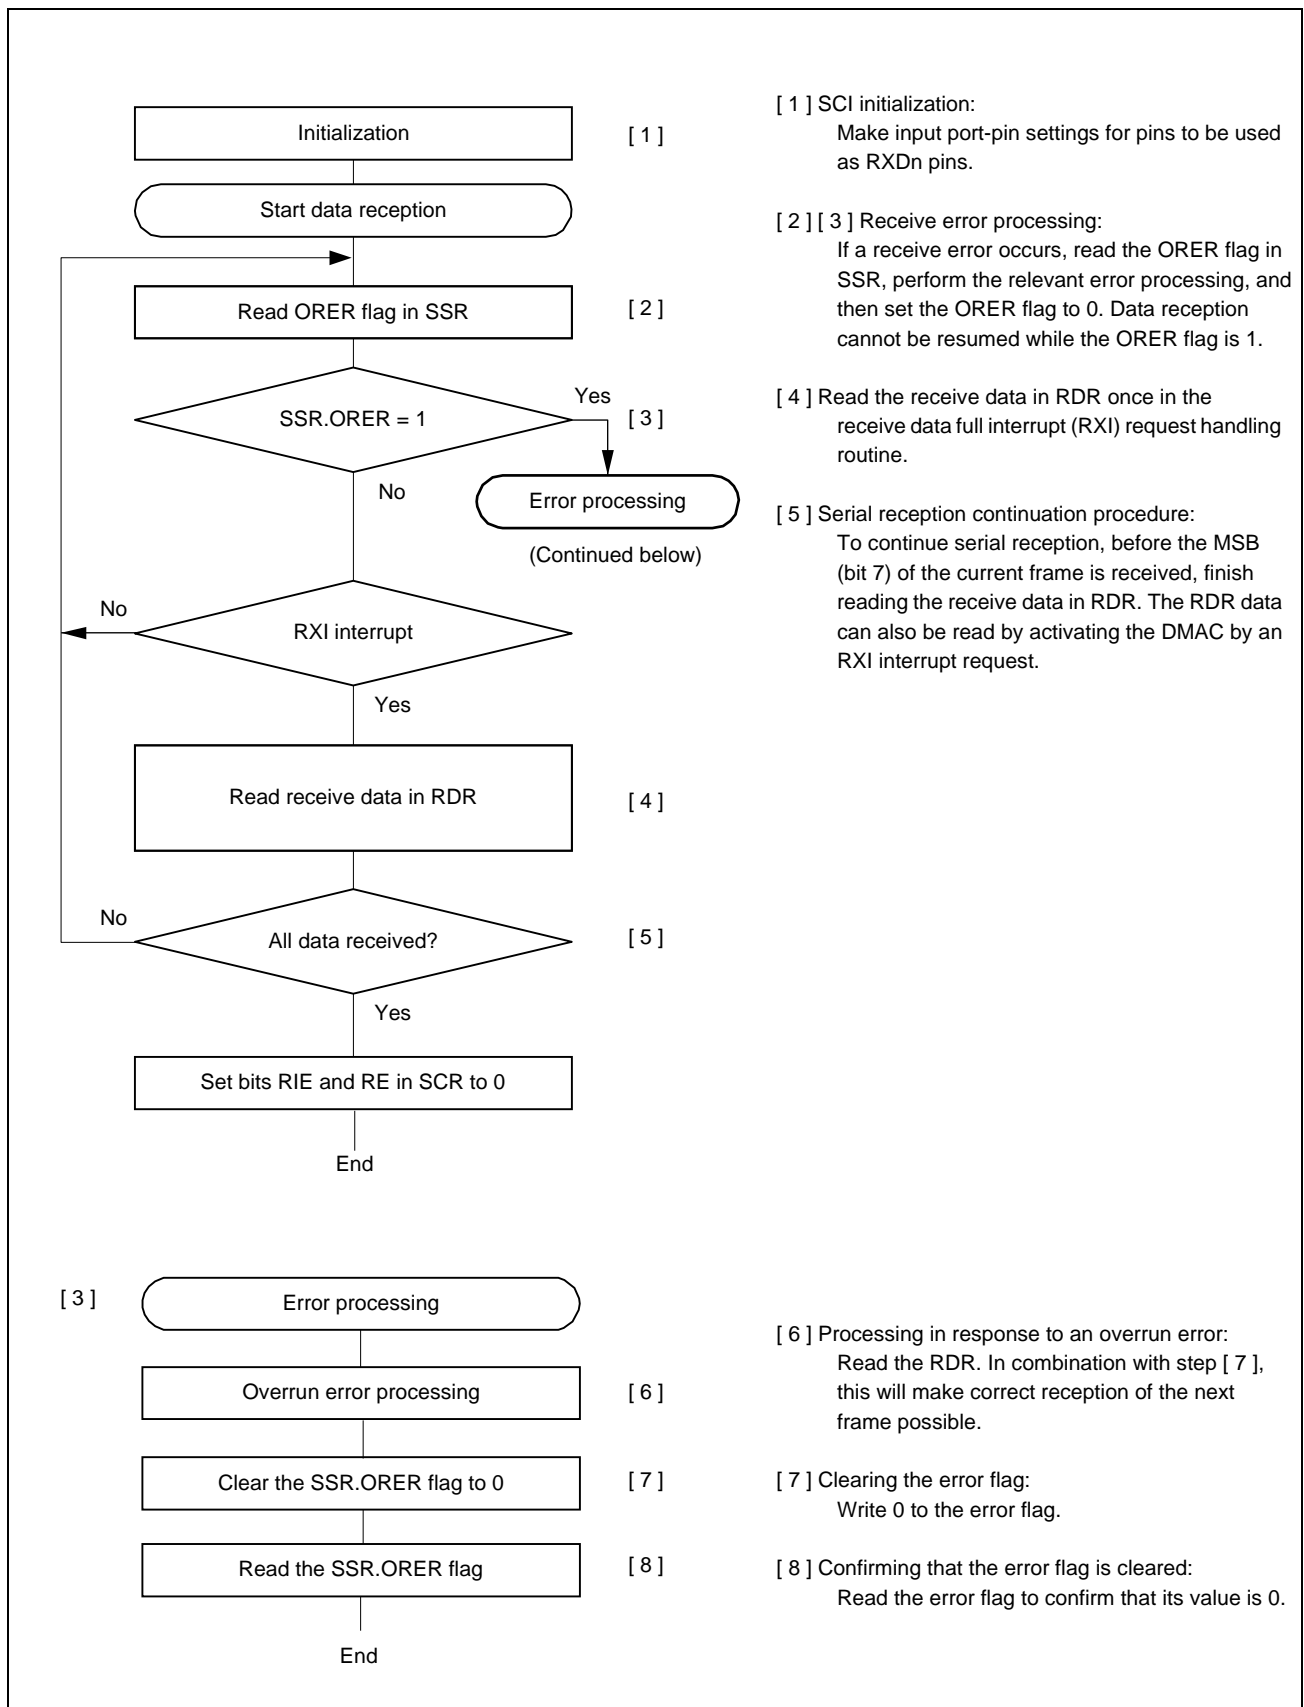 Initialization
[ 1 ]
Start data reception
Read ORER flag in SSR
[ 2 ]
SSR.ORER = 1
Yes
[ 3 ]
No
Error processing
(Continued below)
No
RXI interrupt
Yes
Read receive data in RDR
[ 4 ]
No
All data received?
[ 5 ]
Yes
Set bits RIE and RE in SCR to 0
End
[ 1 ] SCI initialization:
Make input port-pin settings for pins to be used
as RXDn pins.
[ 2 ] [ 3 ] Receive error processing:
If a receive error occurs, read the ORER flag in
SSR, perform the relevant error processing, and
then set the ORER flag to 0. Data reception
cannot be resumed while the ORER flag is 1.
[ 4 ] Read the receive data in RDR once in the
receive data full interrupt (RXI) request handling
routine.
[ 5 ] Serial reception continuation procedure:
To continue serial reception, before the MSB
(bit 7) of the current frame is received, finish
reading the receive data in RDR. The RDR data
can also be read by activating the DMAC by an
RXI interrupt request.
[ 3 ]
Error processing
Overrun error processing
[ 6 ]
Clear the SSR.ORER flag to 0
[ 7 ]
Read the SSR.ORER flag
[ 8 ]
End
[ 6 ] Processing in response to an overrun error:
Read the RDR. In combination with step [ 7 ],
this will make correct reception of the next
frame possible.
[ 7 ] Clearing the error flag:
Write 0 to the error flag.
[ 8 ] Confirming that the error flag is cleared:
Read the error flag to confirm that its value is 0.